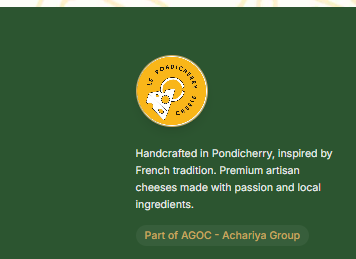 LE PONDICHERRY
CHEESE
Handcrafted in Pondicherry, inspired by
French tradition. Premium artisan
cheeses made with passion and local
ingredients.
Part of AGOC - Achariya Group